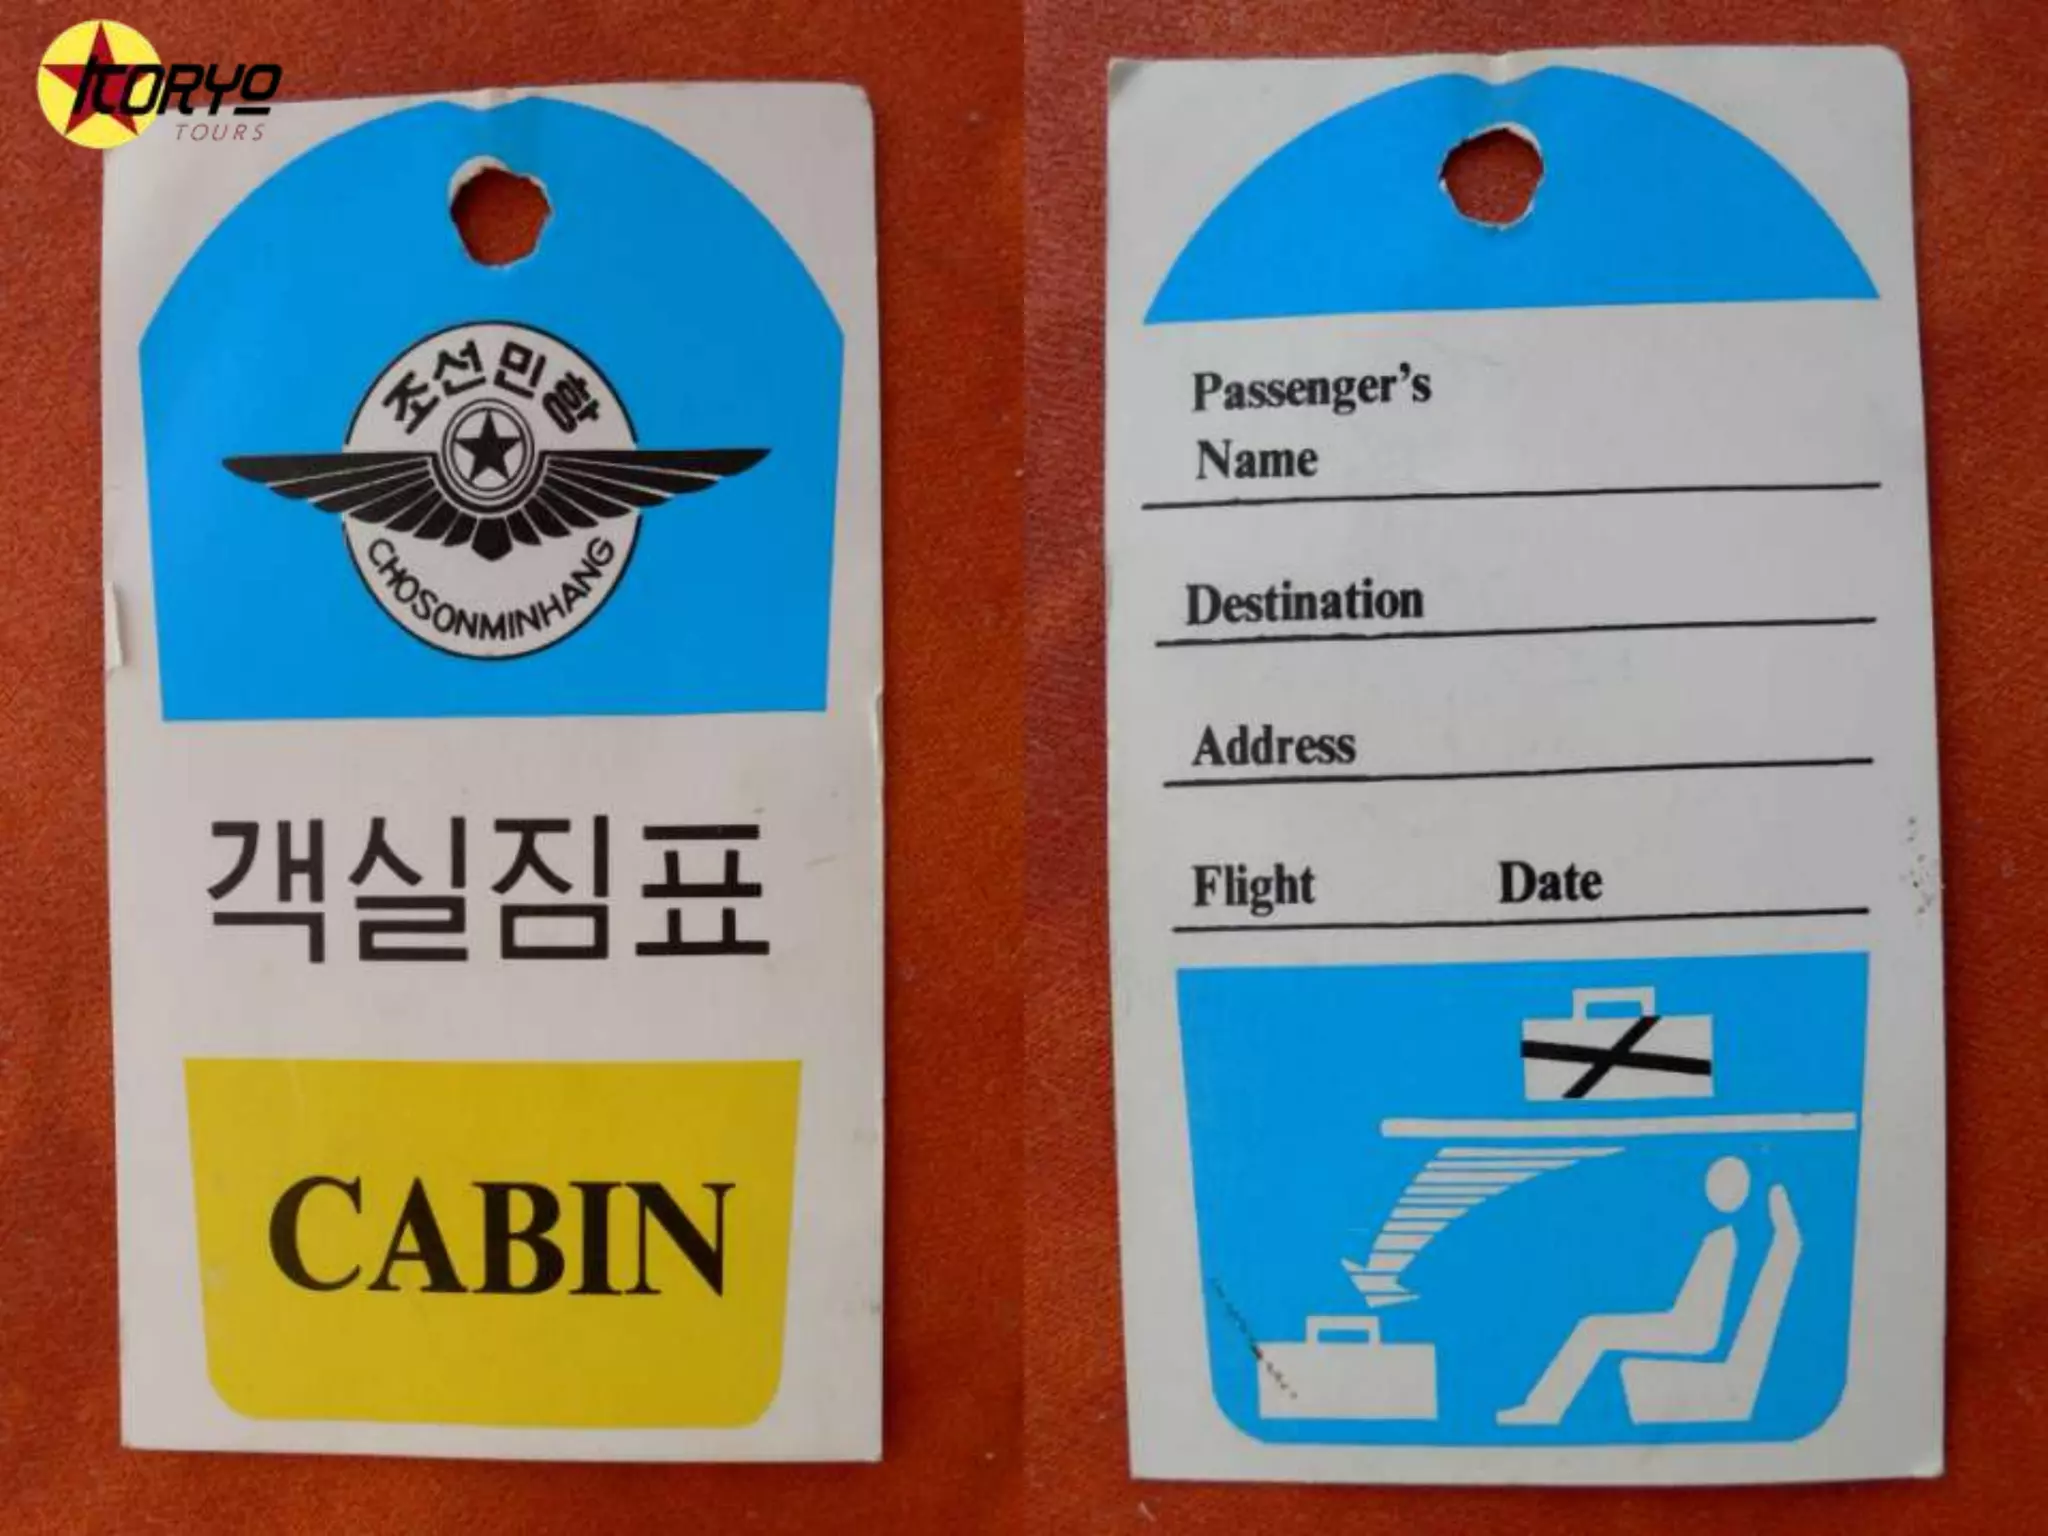 KORYO
TOURS
조선민항
CHOSONMINHANG
객실짐표
CABIN
Passenger's
Name
Destination
Address
Flight Date